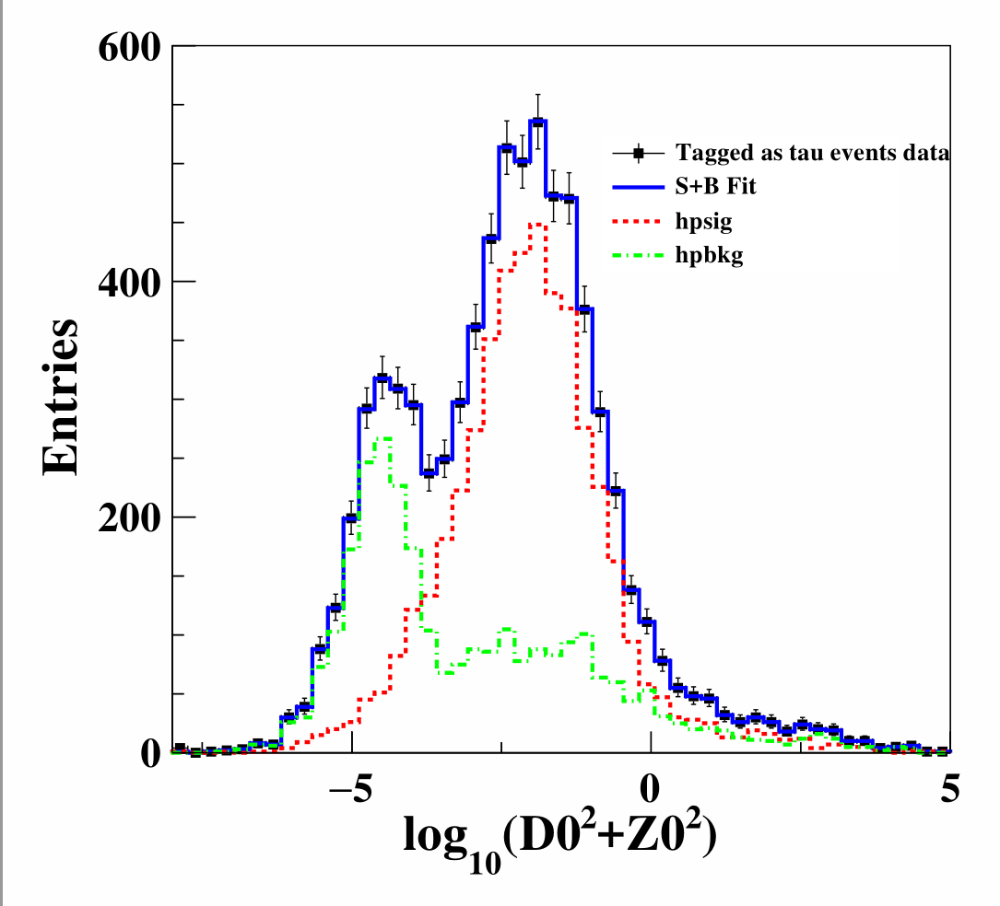 600
400
200
0
Entries
Tagged as tau events data
S+B Fit
hpsig
hpbkg
−5 0 5
log₁₀(D0²+Z0²)